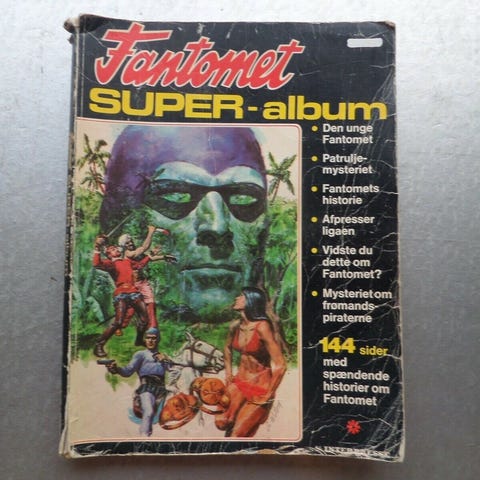 Fantomet
SUPER-album
• Den unge
Fantomet
• Patrulje-
mysteriet
• Fantomets
historie
• Afpresser
ligaen
• Vidste du
dette om
Fantomet?
• Mysteriet om
frømands-
piraterne
144 sider
med
spændende
historier om
Fantomet
INTERPRESSE